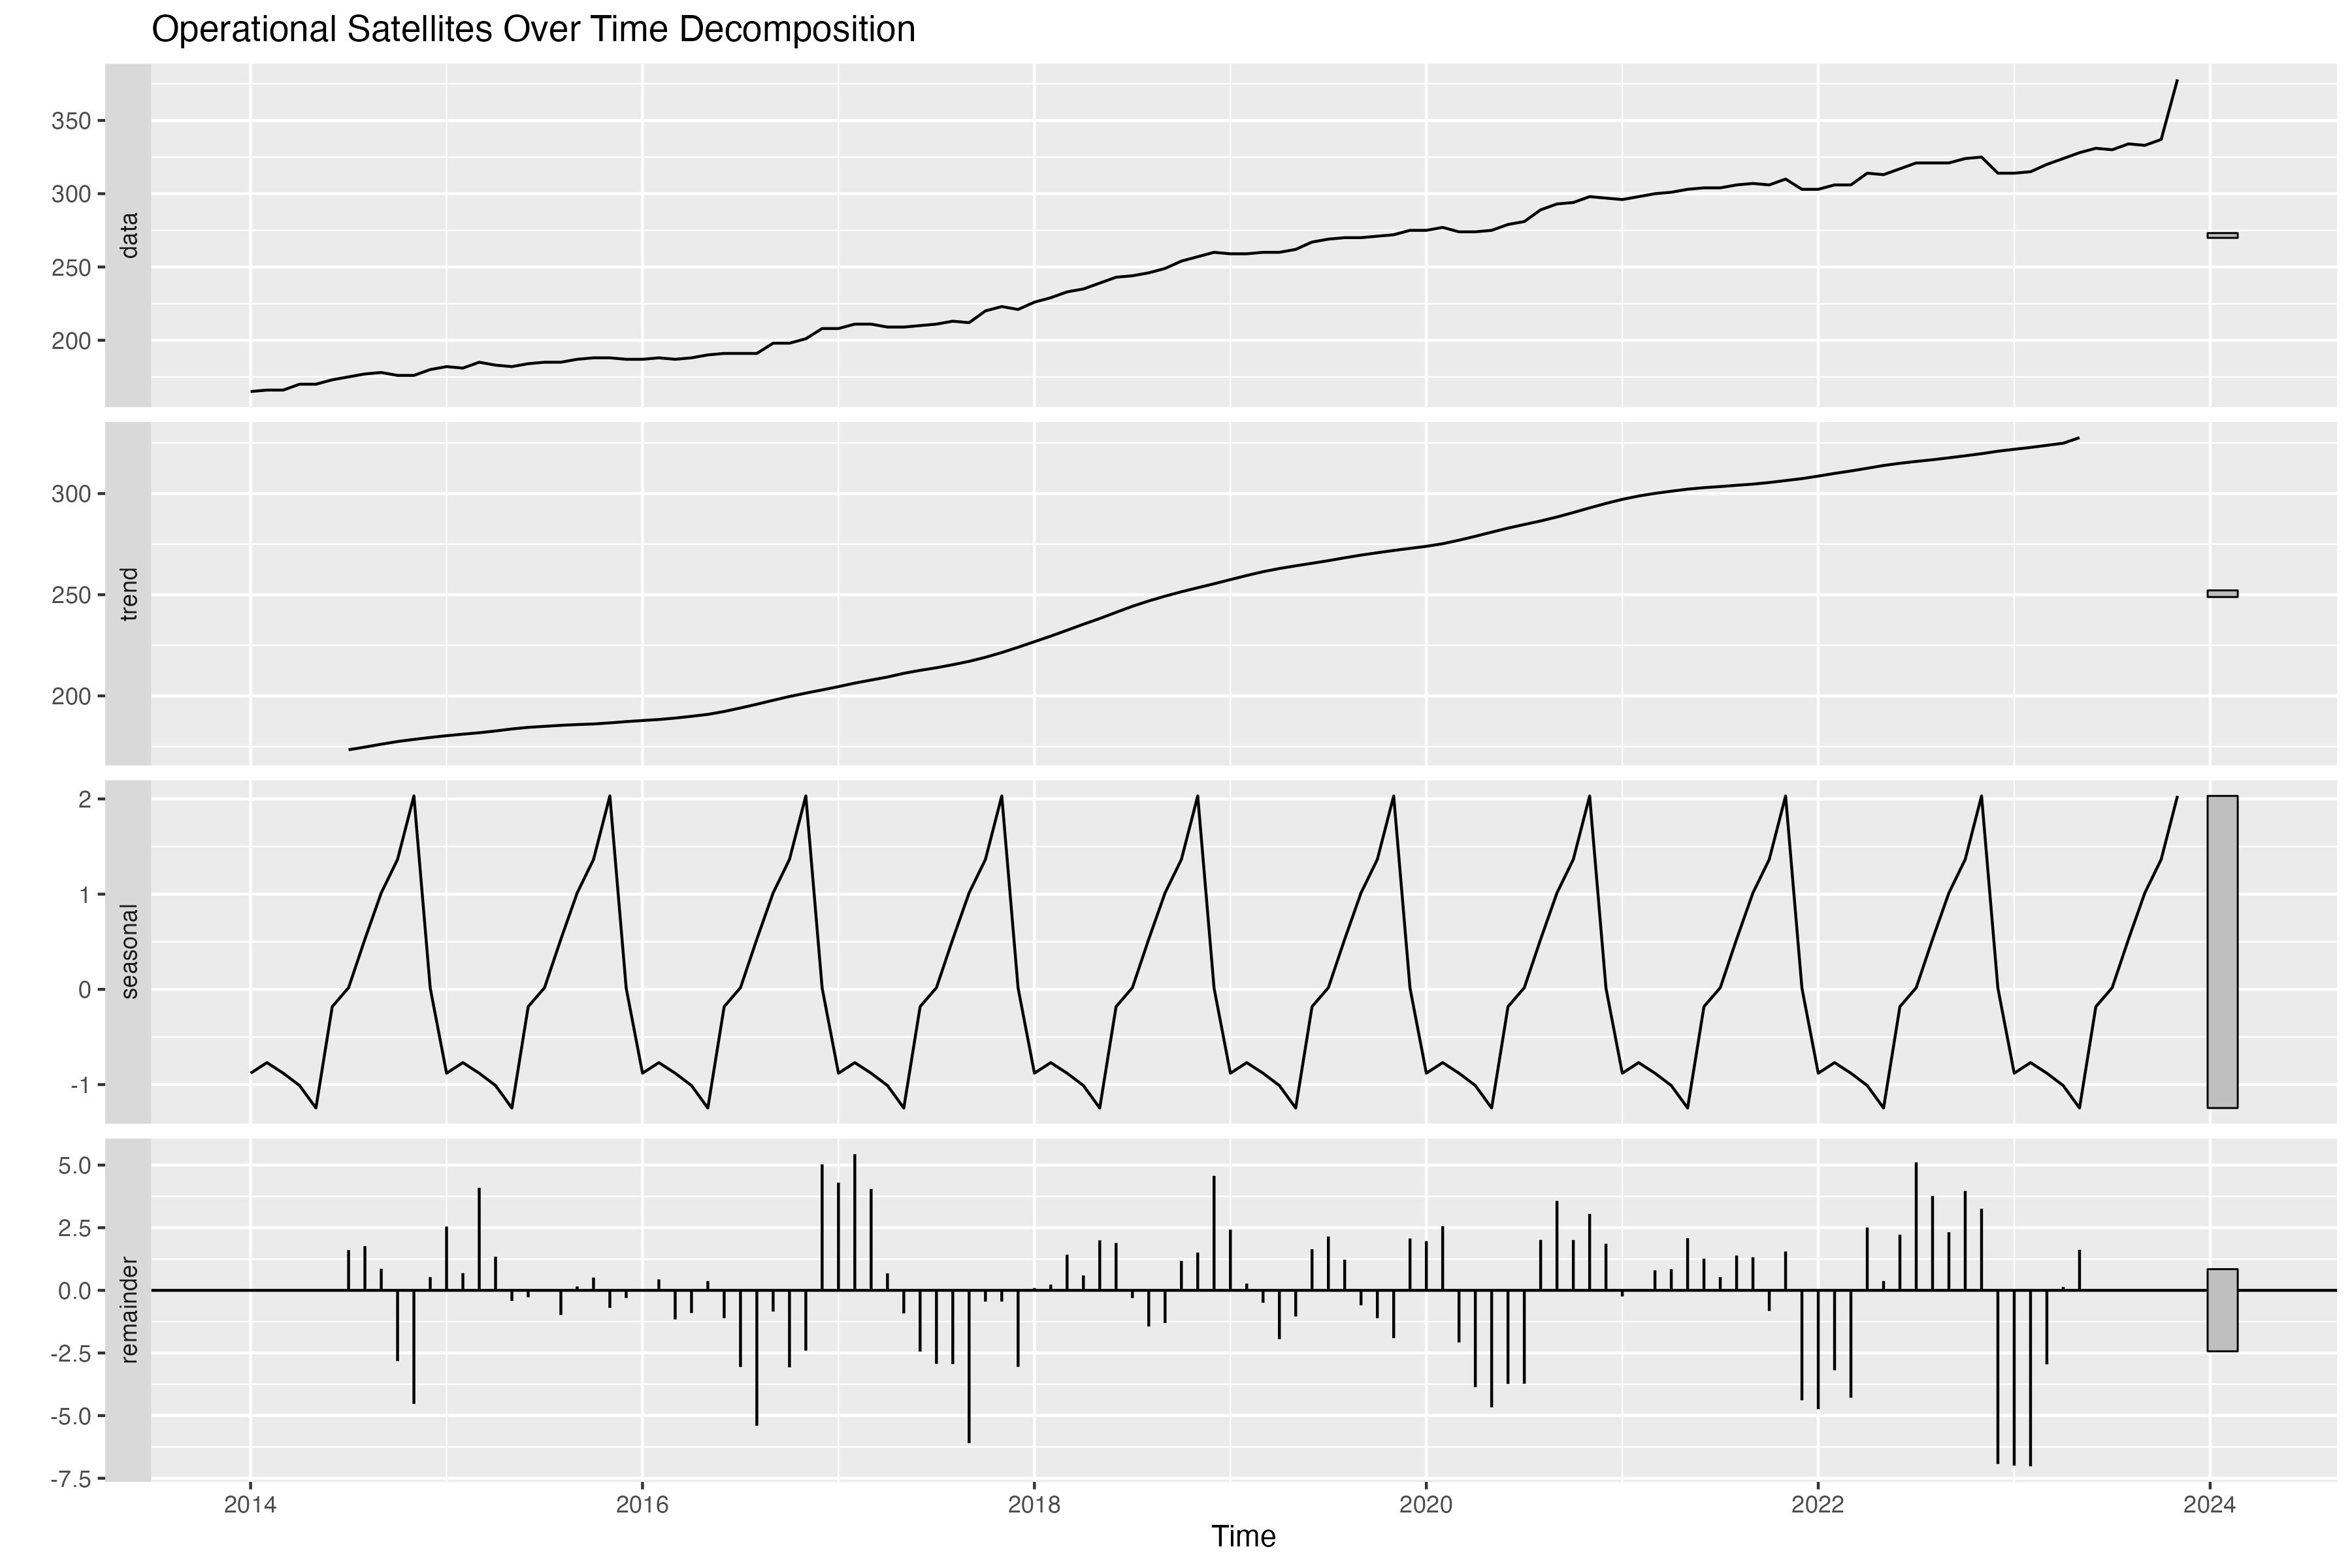 Operational Satellites Over Time Decomposition
350
300
250
200
data
300
250
200
trend
2
1
0
-1
seasonal
5.0
2.5
0.0
-2.5
-5.0
-7.5
remainder
2014 2016 2018 2020 2022 2024
Time